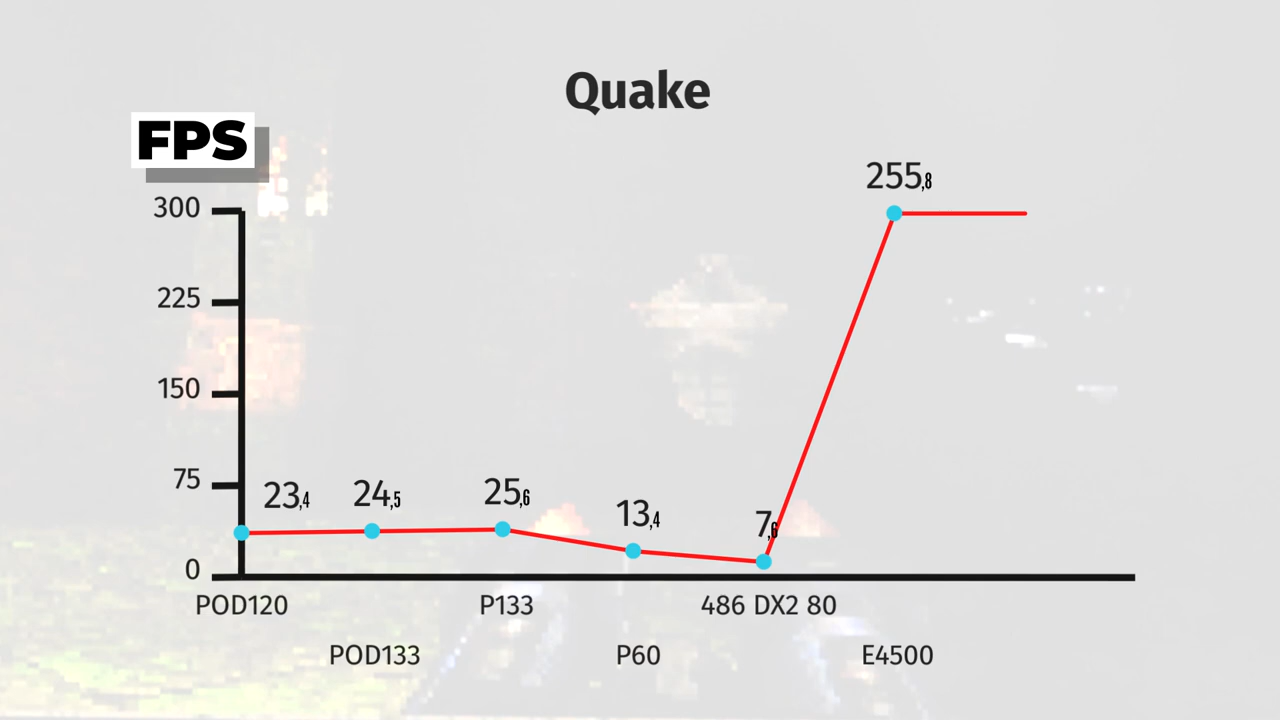 Quake
FPS
300
225
150
75
0
23,4
24,5
25,6
13,4
7,6
255,8
POD120
POD133
P133
P60
486 DX2 80
E4500